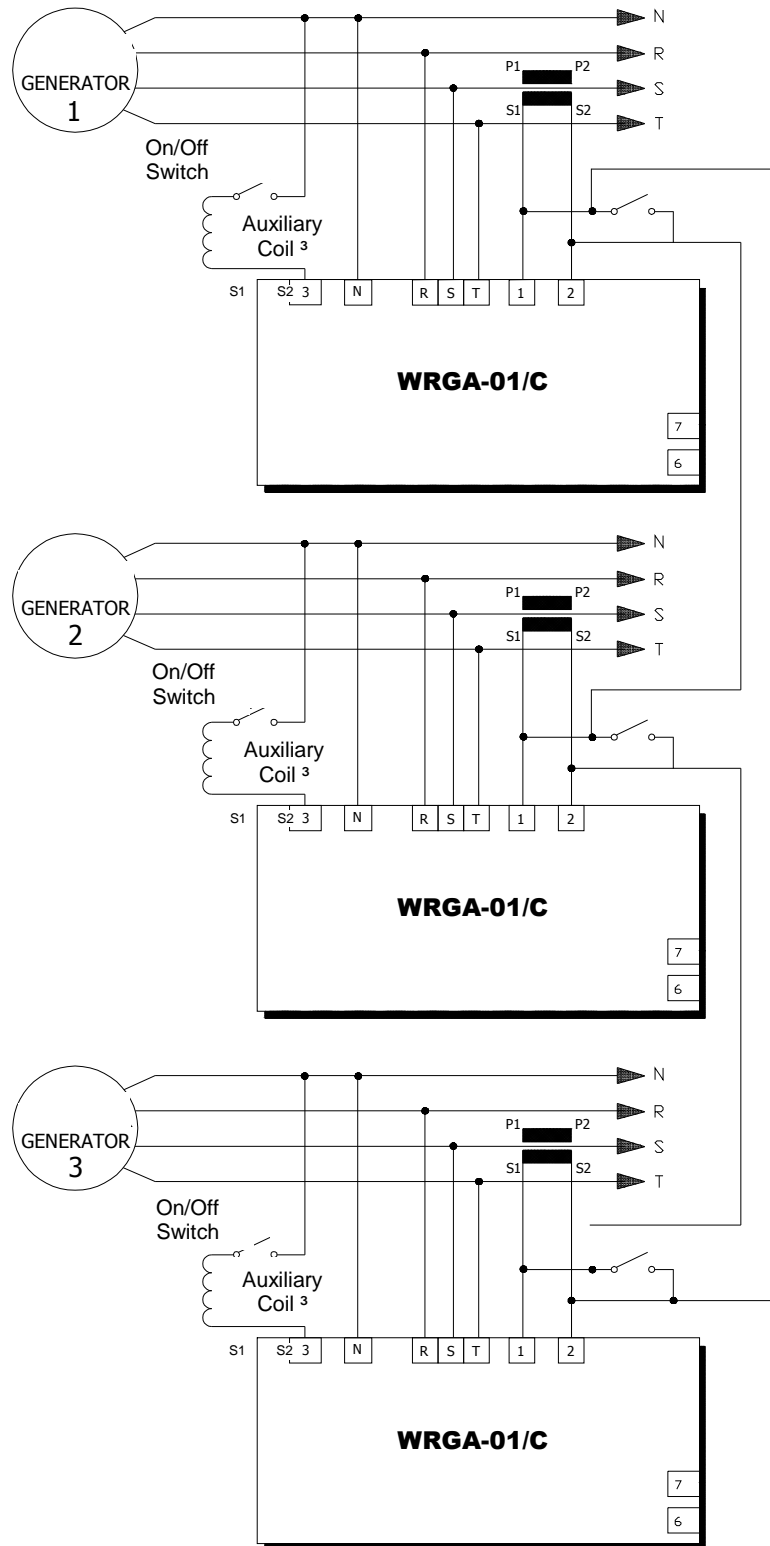 N
R
P1 P2
GENERATOR
S
1
S1 S2
T
On/Off
Switch
Auxiliary
Coil ³
S1 S2 3 N R S T 1 2
WRGA-01/C
7
6
N
R
P1 P2
GENERATOR
S
2
S1 S2
T
On/Off
Switch
Auxiliary
Coil ³
S1 S2 3 N R S T 1 2
WRGA-01/C
7
6
N
R
P1 P2
GENERATOR
S
3
S1 S2
T
On/Off
Switch
Auxiliary
Coil ³
S1 S2 3 N R S T 1 2
WRGA-01/C
7
6